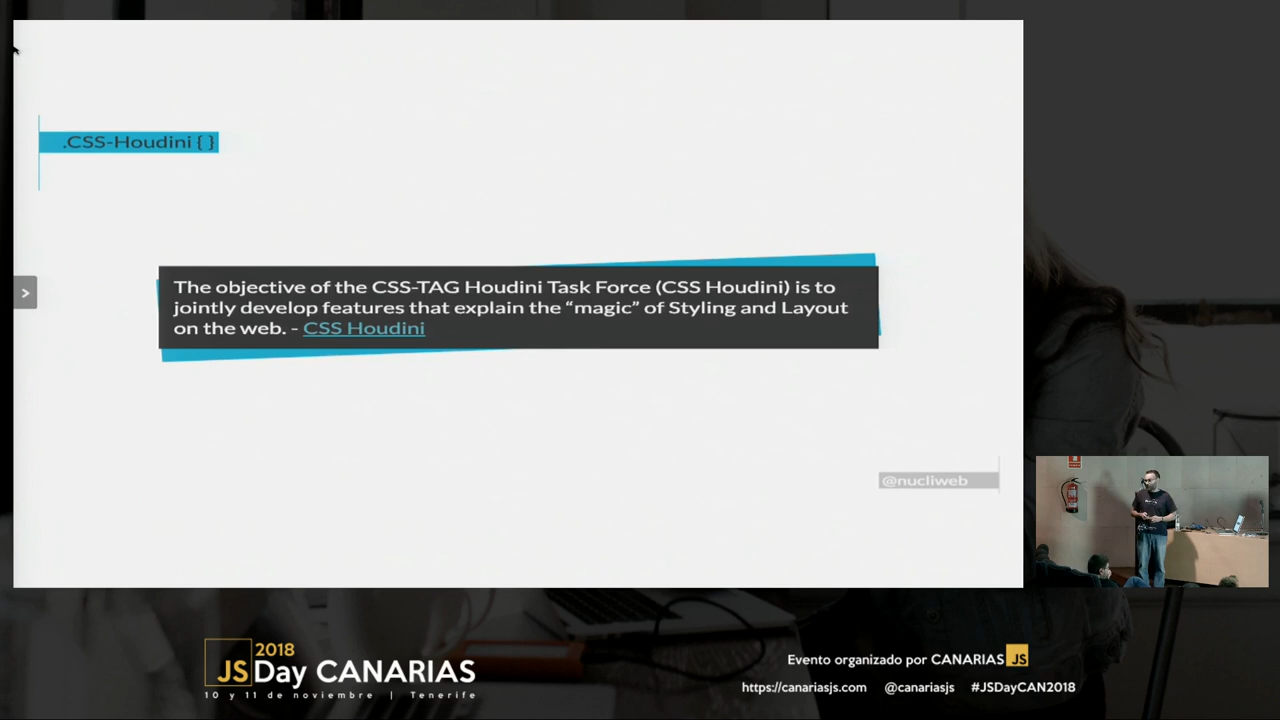 .CSS-Houdini { }
The objective of the CSS-TAG Houdini Task Force (CSS Houdini) is to
jointly develop features that explain the “magic” of Styling and Layout
on the web. - CSS Houdini
@nucliweb
2018
JSDay CANARIAS
10 y 11 de noviembre | Tenerife
Evento organizado por CANARIAS JS
https://canariasjs.com @canariasjs #JSDayCAN2018